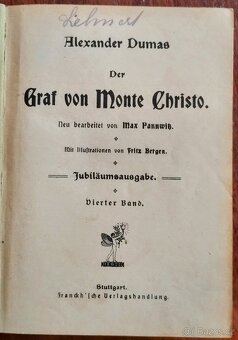 Alexander Dumas
Der
Graf von Monte Christo.
Neu bearbeitet von Max Pannwitz
Mit Illustrationen von Fritz Bergen.
Jubiläumsausgabe.
Vierter Band.
Stuttgart.
Franckh'sche Verlagshandlung.